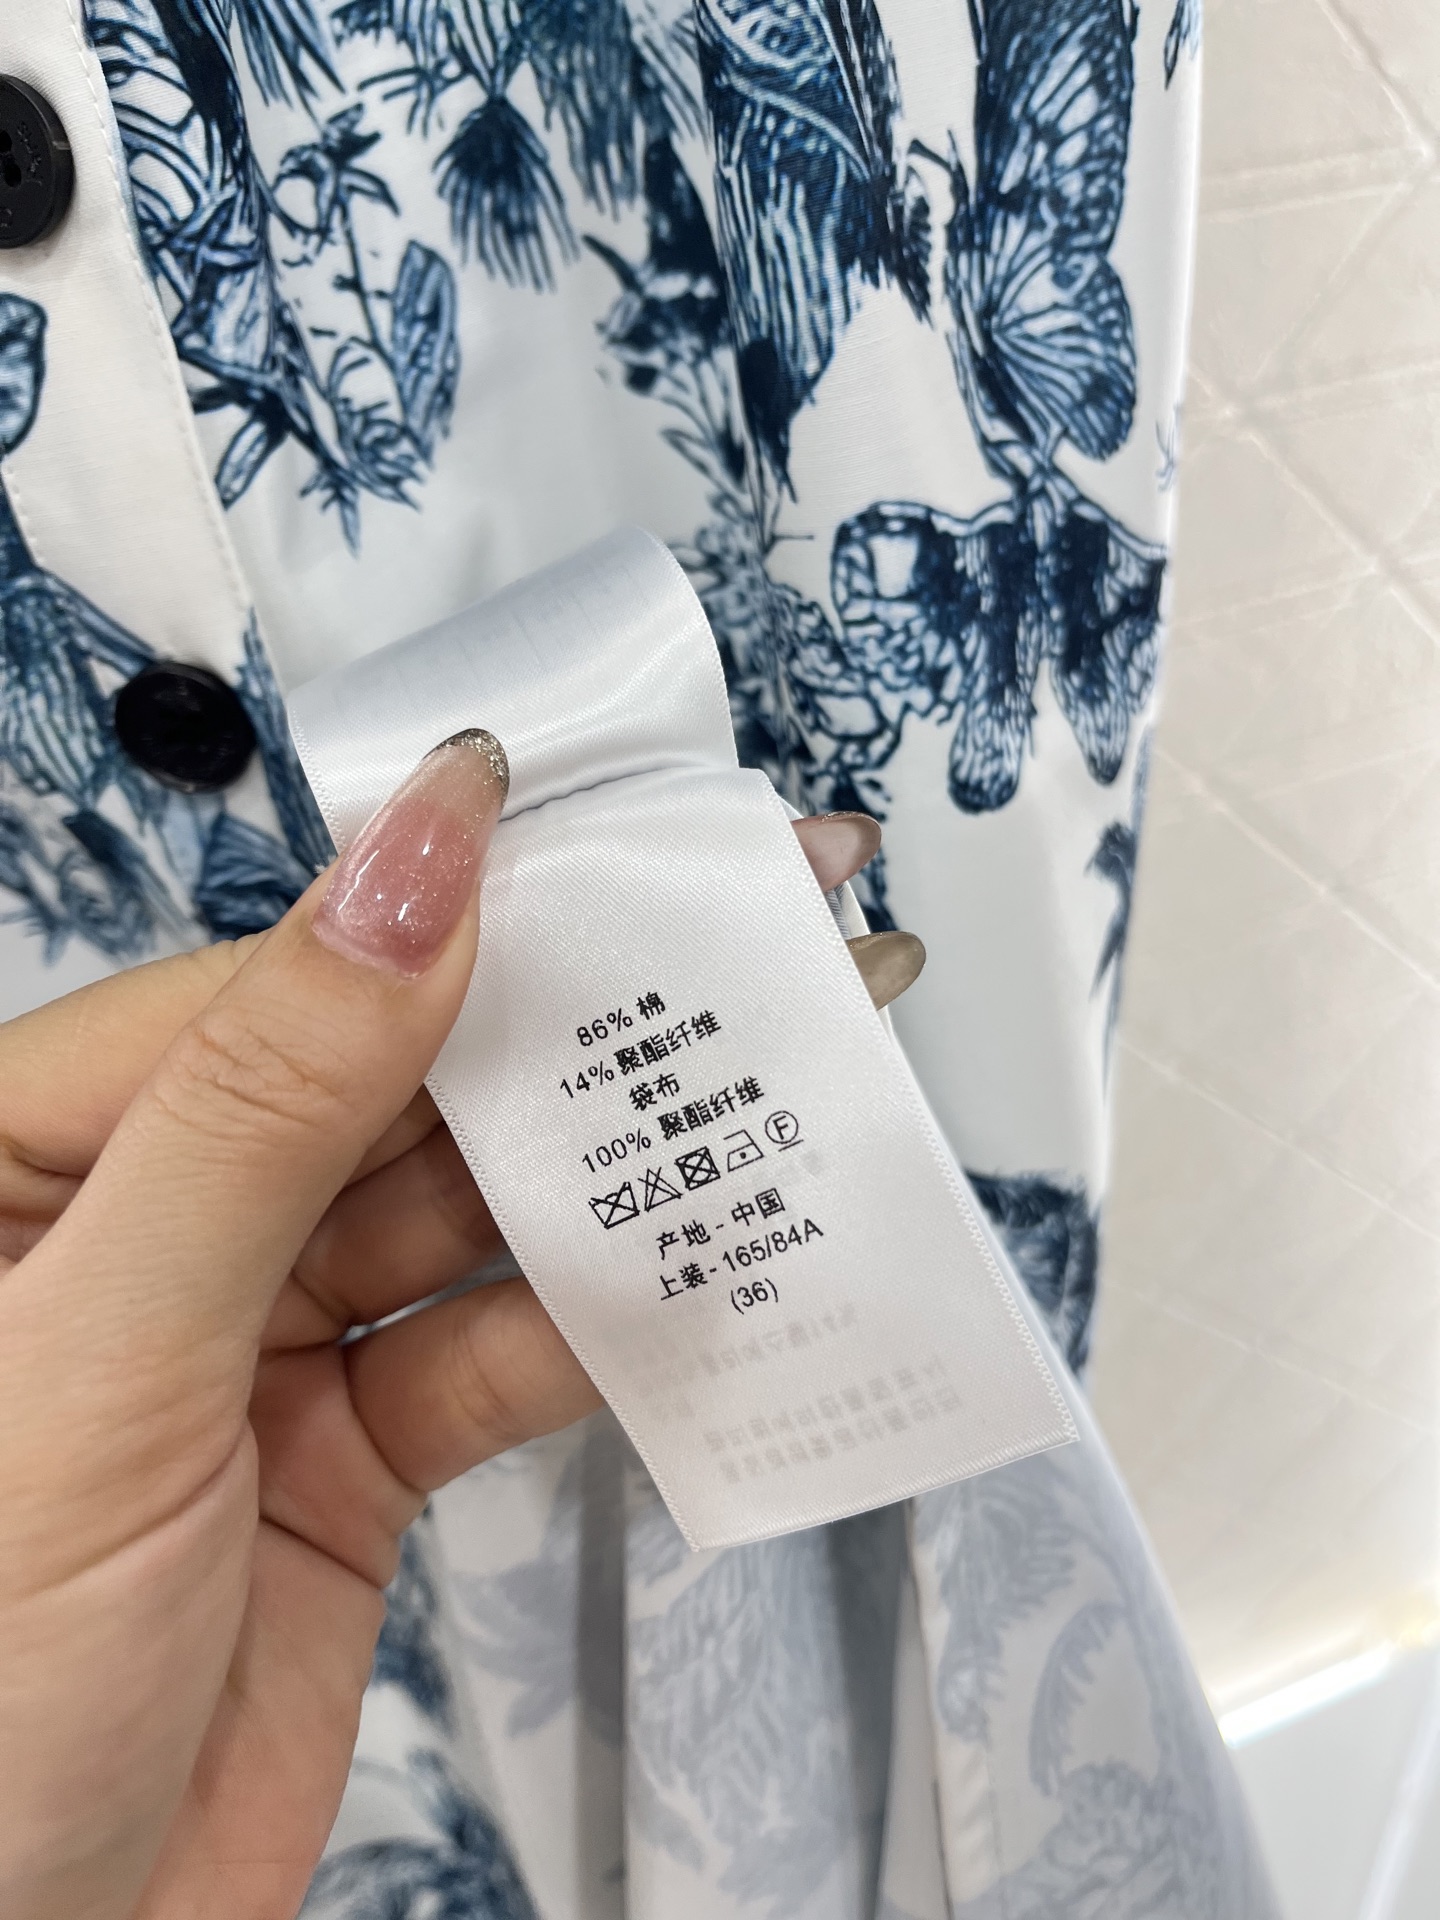 86% 棉
14% 聚酯纤维
袋布
100% 聚酯纤维
F
产地 - 中国
上装 - 165/84A
(36)